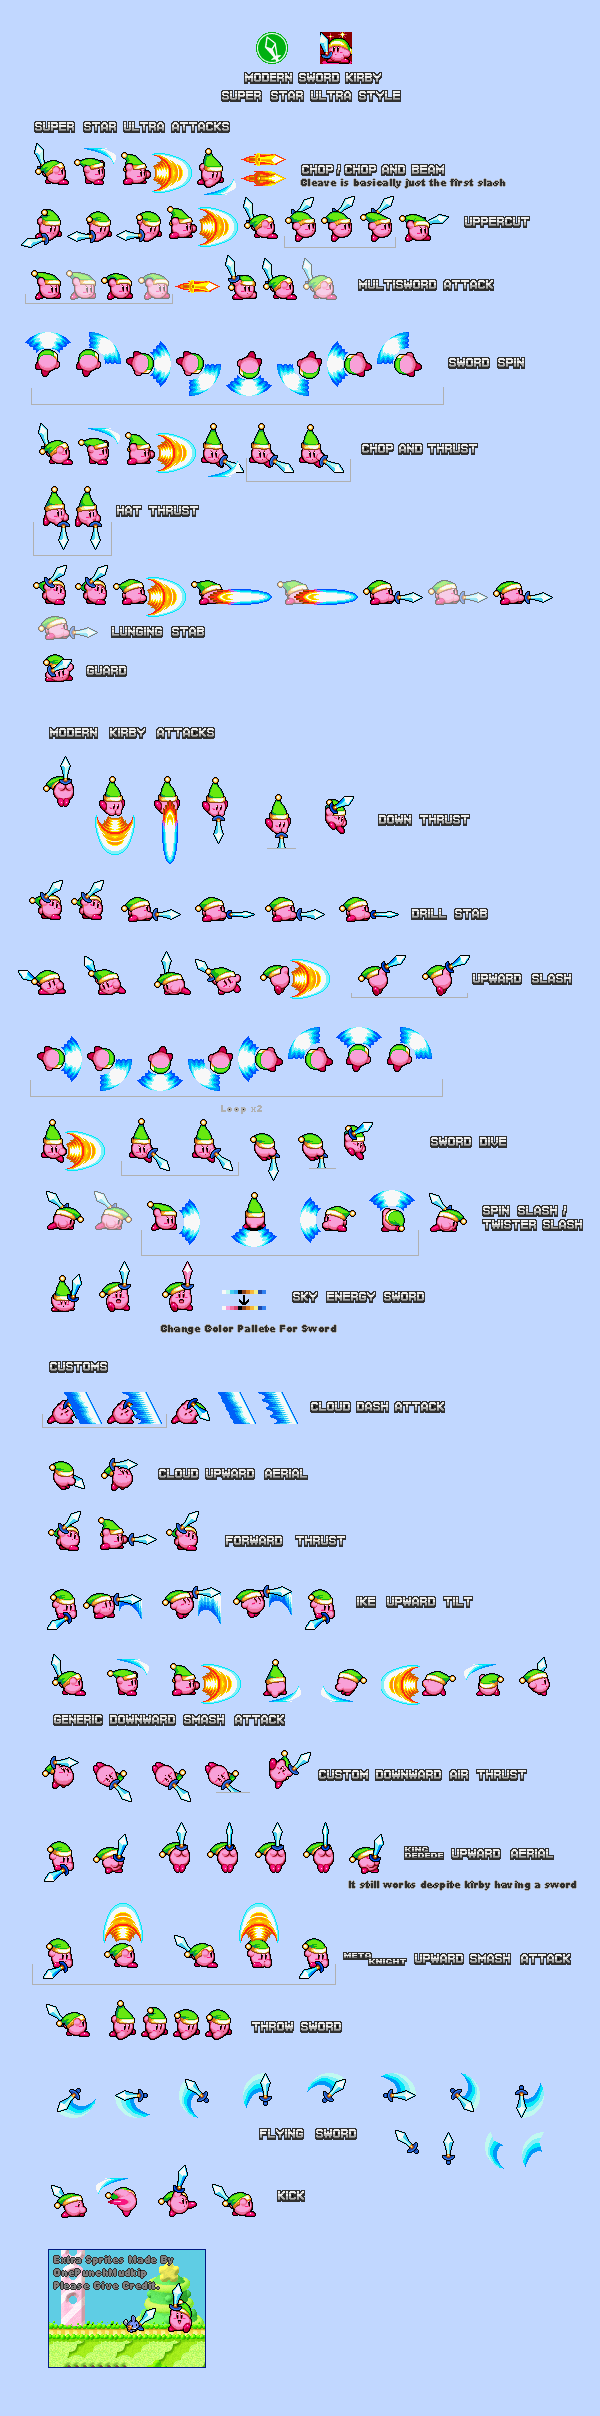 MODERN SWORD KIRBY
SUPER STAR ULTRA STYLE
SUPER STAR ULTRA ATTACKS
CHOP/ CHOP AND BEAM
Cleave is basically just the first slash
UPPERCUT
MULTISWORD ATTACK
SWORD SPIN
CHOP AND THRUST
HAT THRUST
LUNGING STAB
GUARD
MODERN KIRBY ATTACKS
DOWN THRUST
DRILL STAB
UPWARD SLASH
Loop x2
SWORD DIVE
SPIN SLASH/
TWISTER SLASH
SKY ENERGY SWORD
Change Color Pallete For Sword
CUSTOMS
CLOUD DASH ATTACK
CLOUD UPWARD AERIAL
FORWARD THRUST
IKE UPWARD TILT
GENERIC DOWNWARD SMASH ATTACK
CUSTOM DOWNWARD AIR THRUST
KING DEDEDE UPWARD AERIAL
It still works despite kirby having a sword
META KNIGHT UPWARD SMASH ATTACK
THROW SWORD
FLYING SWORD
KICK
Extra Sprites Made By
OnePunchMudkip
Please Give Credit.